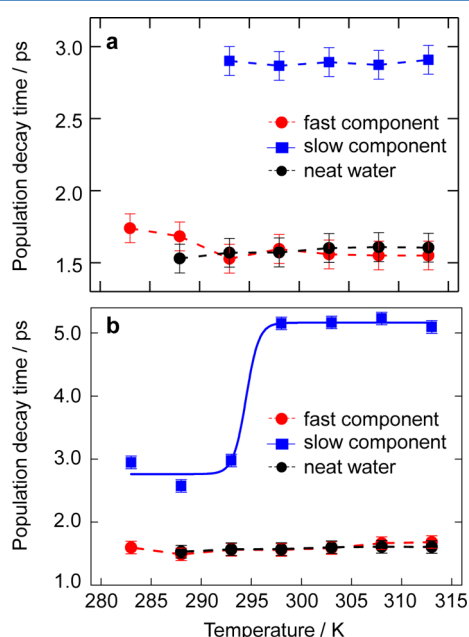 a
3.0
2.5
2.0
1.5
Population decay time / ps
fast component
slow component
neat water
b
5.0
4.0
3.0
2.0
1.0
Population decay time / ps
fast component
slow component
neat water
280 285 290 295 300 305 310 315
Temperature / K